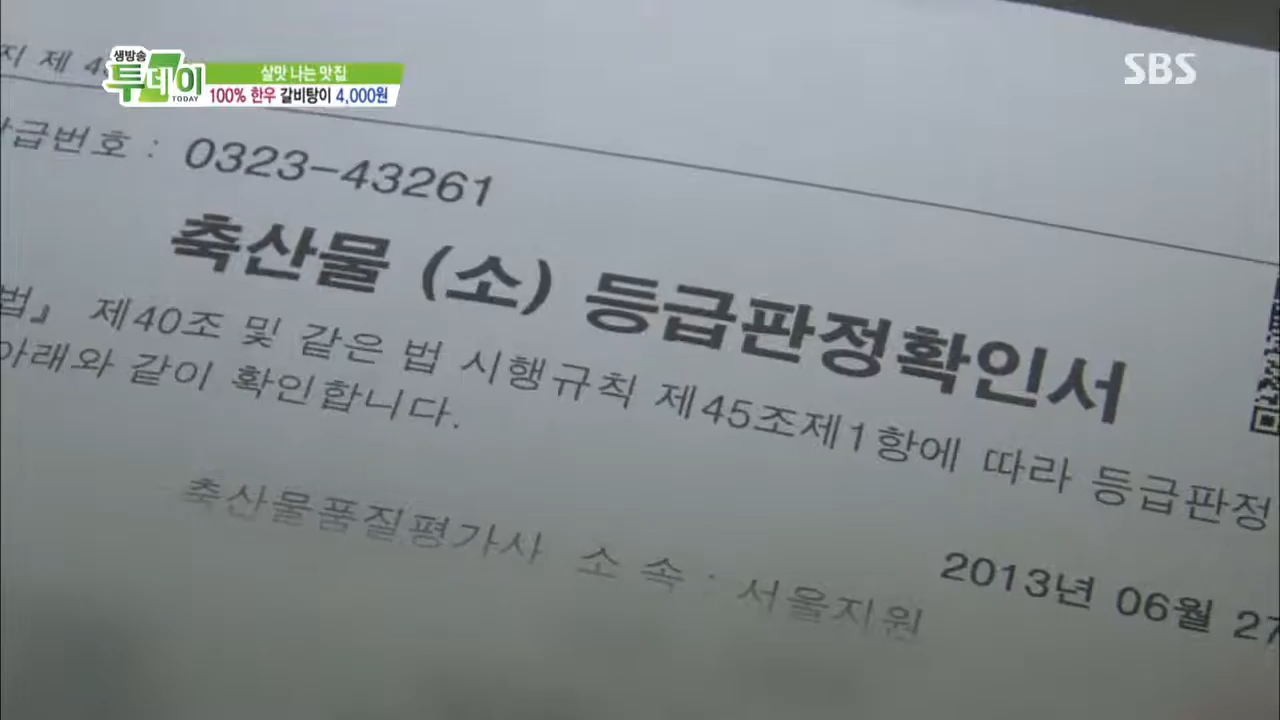 생방송
투데이
TODAY
살맛 나는 맛집
100% 한우 갈비탕이 4,000원
SBS
지 제 4
발급번호 : 0323-43261
축산물 (소) 등급판정확인서
법』 제40조 및 같은 법 시행규칙 제45조제1항에 따라 등급판정
아래와 같이 확인합니다.
축산물품질평가사 소 속 : 서울지원
2013년 06월 27